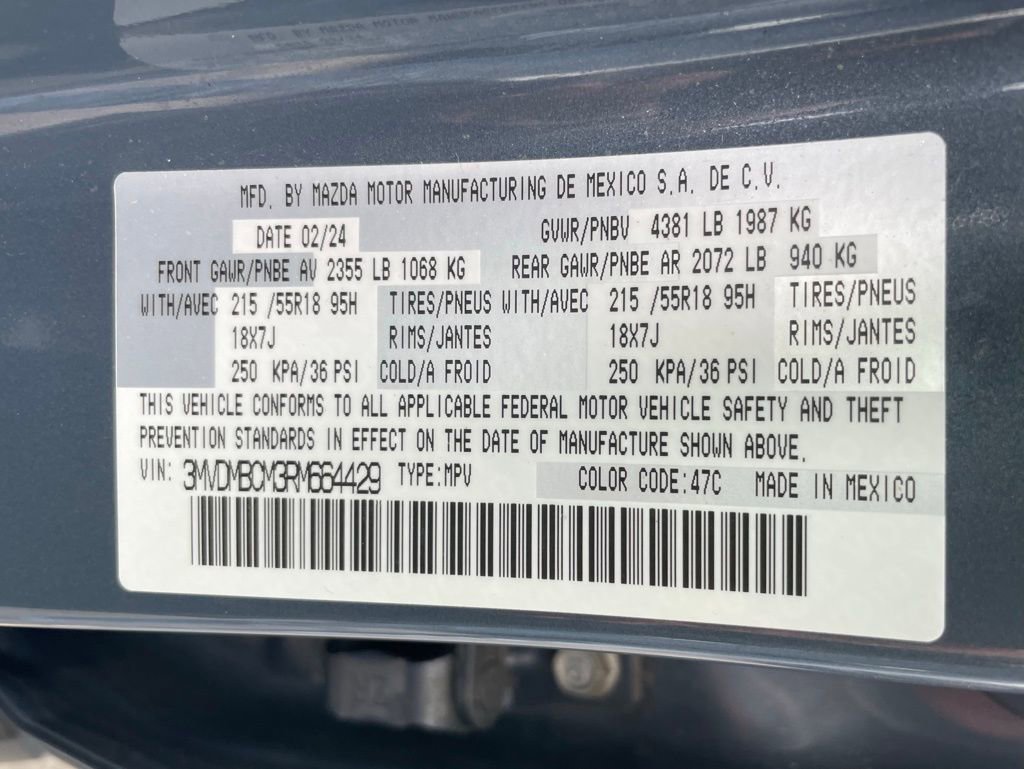 MFD. BY MAZDA MOTOR MANUFACTURING DE MEXICO S.A. DE C.V.
DATE 02/24 GVWR/PNBV 4381 LB 1987 KG
FRONT GAWR/PNBE AV 2355 LB 1068 KG REAR GAWR/PNBE AR 2072 LB 940 KG
WITH/AVEC 215 /55R18 95H TIRES/PNEUS WITH/AVEC 215 /55R18 95H TIRES/PNEUS
18X7J RIMS/JANTES 18X7J RIMS/JANTES
250 KPA/36 PSI COLD/A FROID 250 KPA/36 PSI COLD/A FROID
THIS VEHICLE CONFORMS TO ALL APPLICABLE FEDERAL MOTOR VEHICLE SAFETY AND THEFT
PREVENTION STANDARDS IN EFFECT ON THE DATE OF MANUFACTURE SHOWN ABOVE.
VIN: 3MVDMBCM3RM664429 TYPE:MPV COLOR CODE:47C MADE IN MEXICO